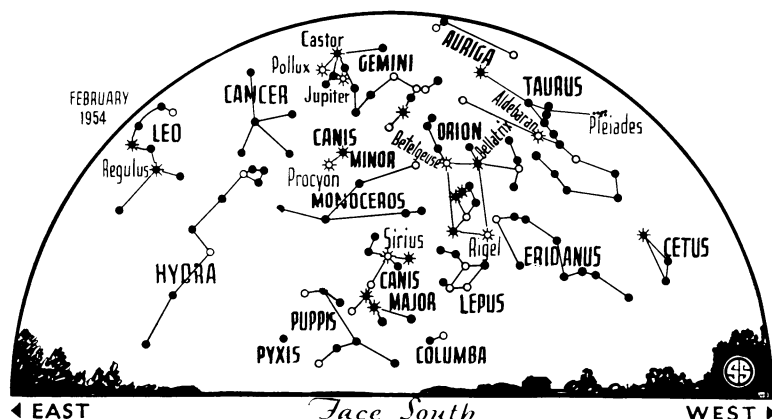 AURIGA
Castor
GEMINI
Pollux
Jupiter
TAURUS
CANCER
FEBRUARY
1954
Aldebaran
Pleiades
LEO
CANIS
MINOR
ORION
Betelgeuse
Bellatrix
Regulus
Procyon
MONOCEROS
Sirius
Rigel
ERIDANUS
CETUS
HYDRA
CANIS
MAJOR
LEPUS
PUPPIS
PYXIS
COLUMBA
SS
EAST
Face South
WEST